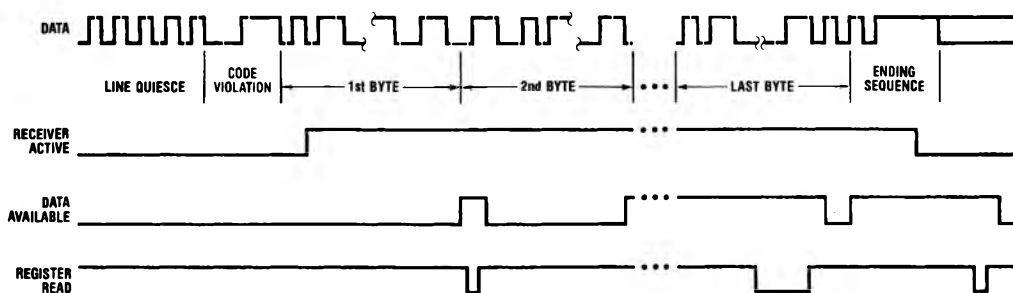 DATA
LINE QUIESCE
CODE
VIOLATION
1st BYTE
2nd BYTE
•••
LAST BYTE
ENDING
SEQUENCE
RECEIVER
ACTIVE
•••
DATA
AVAILABLE
•••
REGISTER
READ
•••